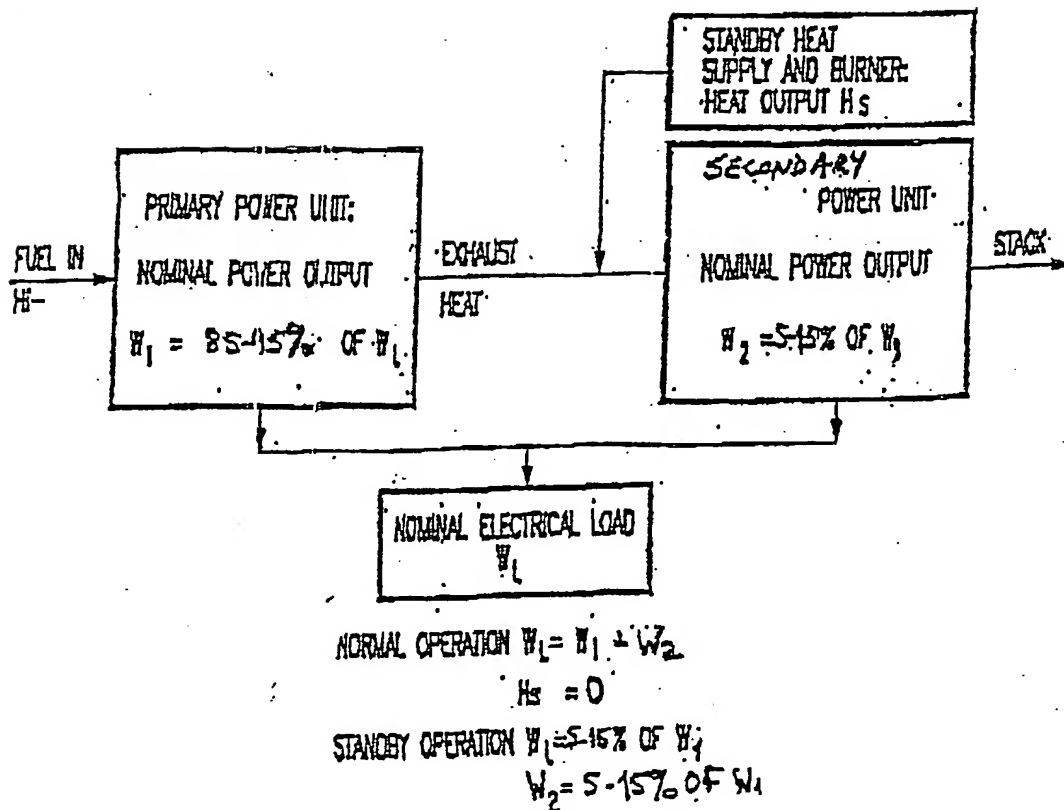 STANDBY HEAT
SUPPLY AND BURNER:
HEAT OUTPUT Hs
PRIMARY POWER UNIT:
NOMINAL POWER OUTPUT
W1 = 85-15% OF WL
SECONDARY
POWER UNIT
NOMINAL POWER OUTPUT
W2 = 5-15% OF
FUEL IN
Hi
EXHAUST
HEAT
STACK
NOMINAL ELECTRICAL LOAD
WL
NORMAL OPERATION WL = W1 + W2
Hs = 0
STANDBY OPERATION WL = 5-15% OF W1
W2 = 5-15% OF W1